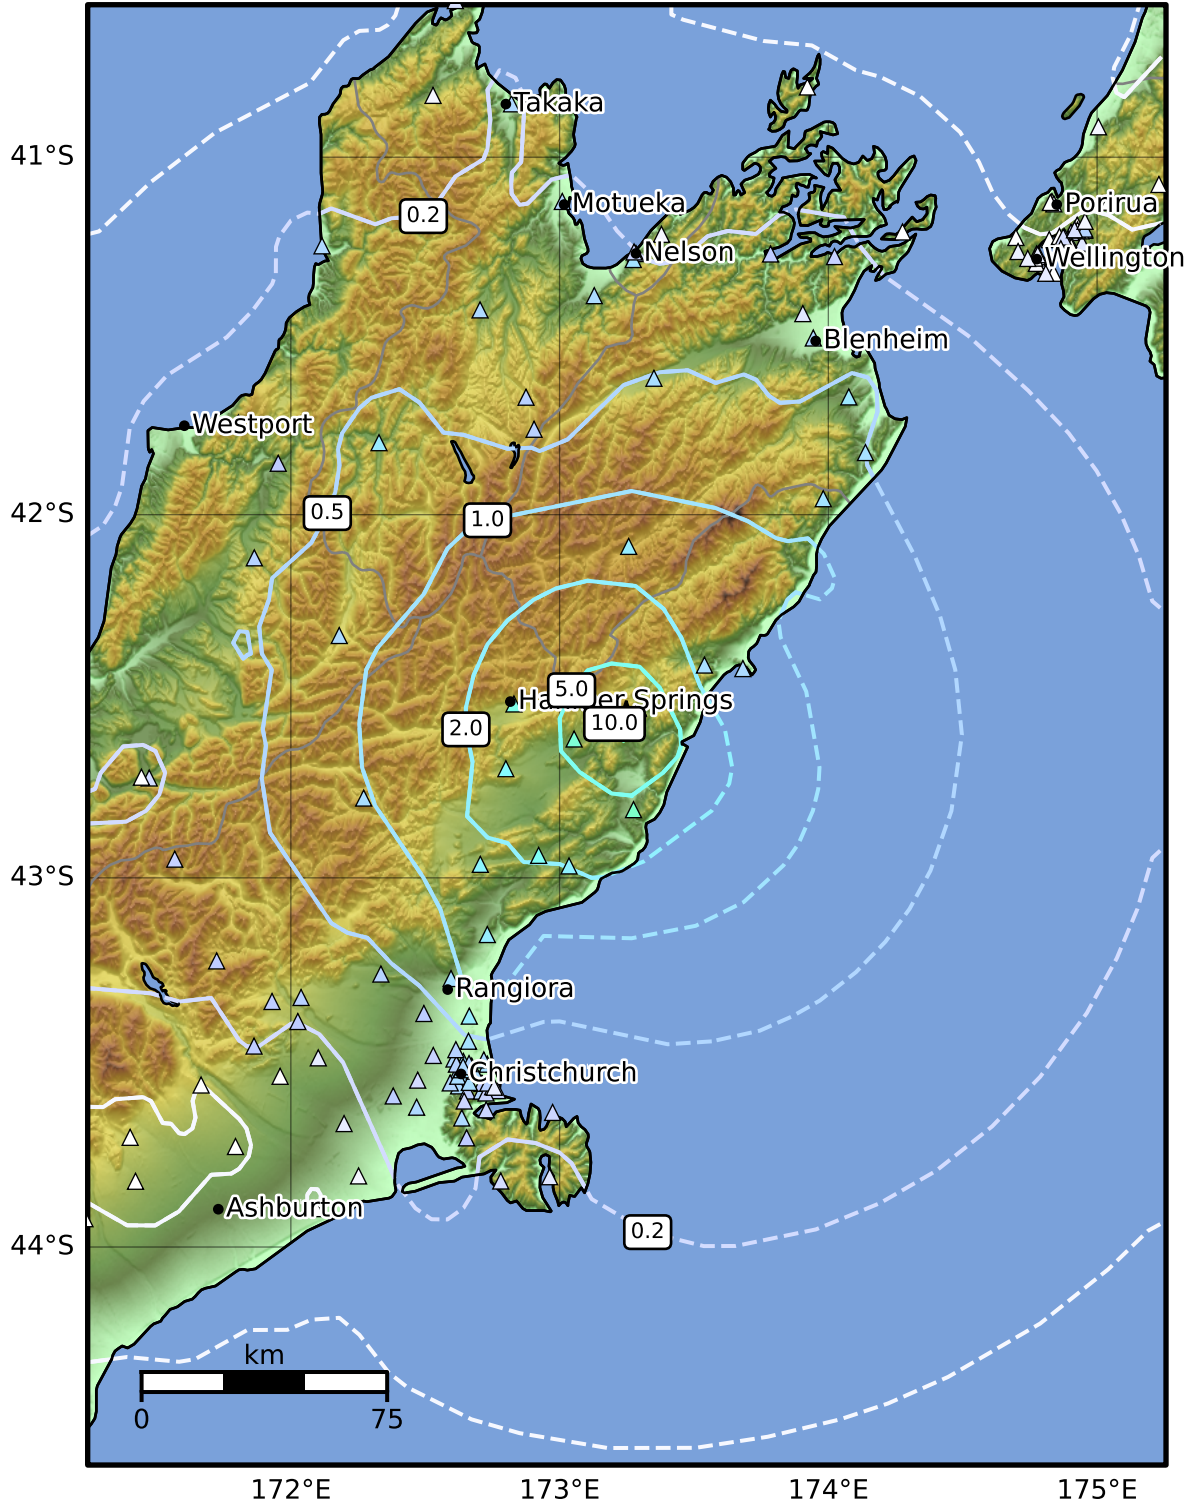 Takaka
41°S
Motueka
Porirua
0.2
Nelson
Wellington
Blenheim
Westport
42°S
0.5
1.0
5.0
Hanmer Springs
10.0
2.0
43°S
Rangiora
Christchurch
Ashburton
0.2
44°S
km
0
75
172°E
173°E
174°E
175°E